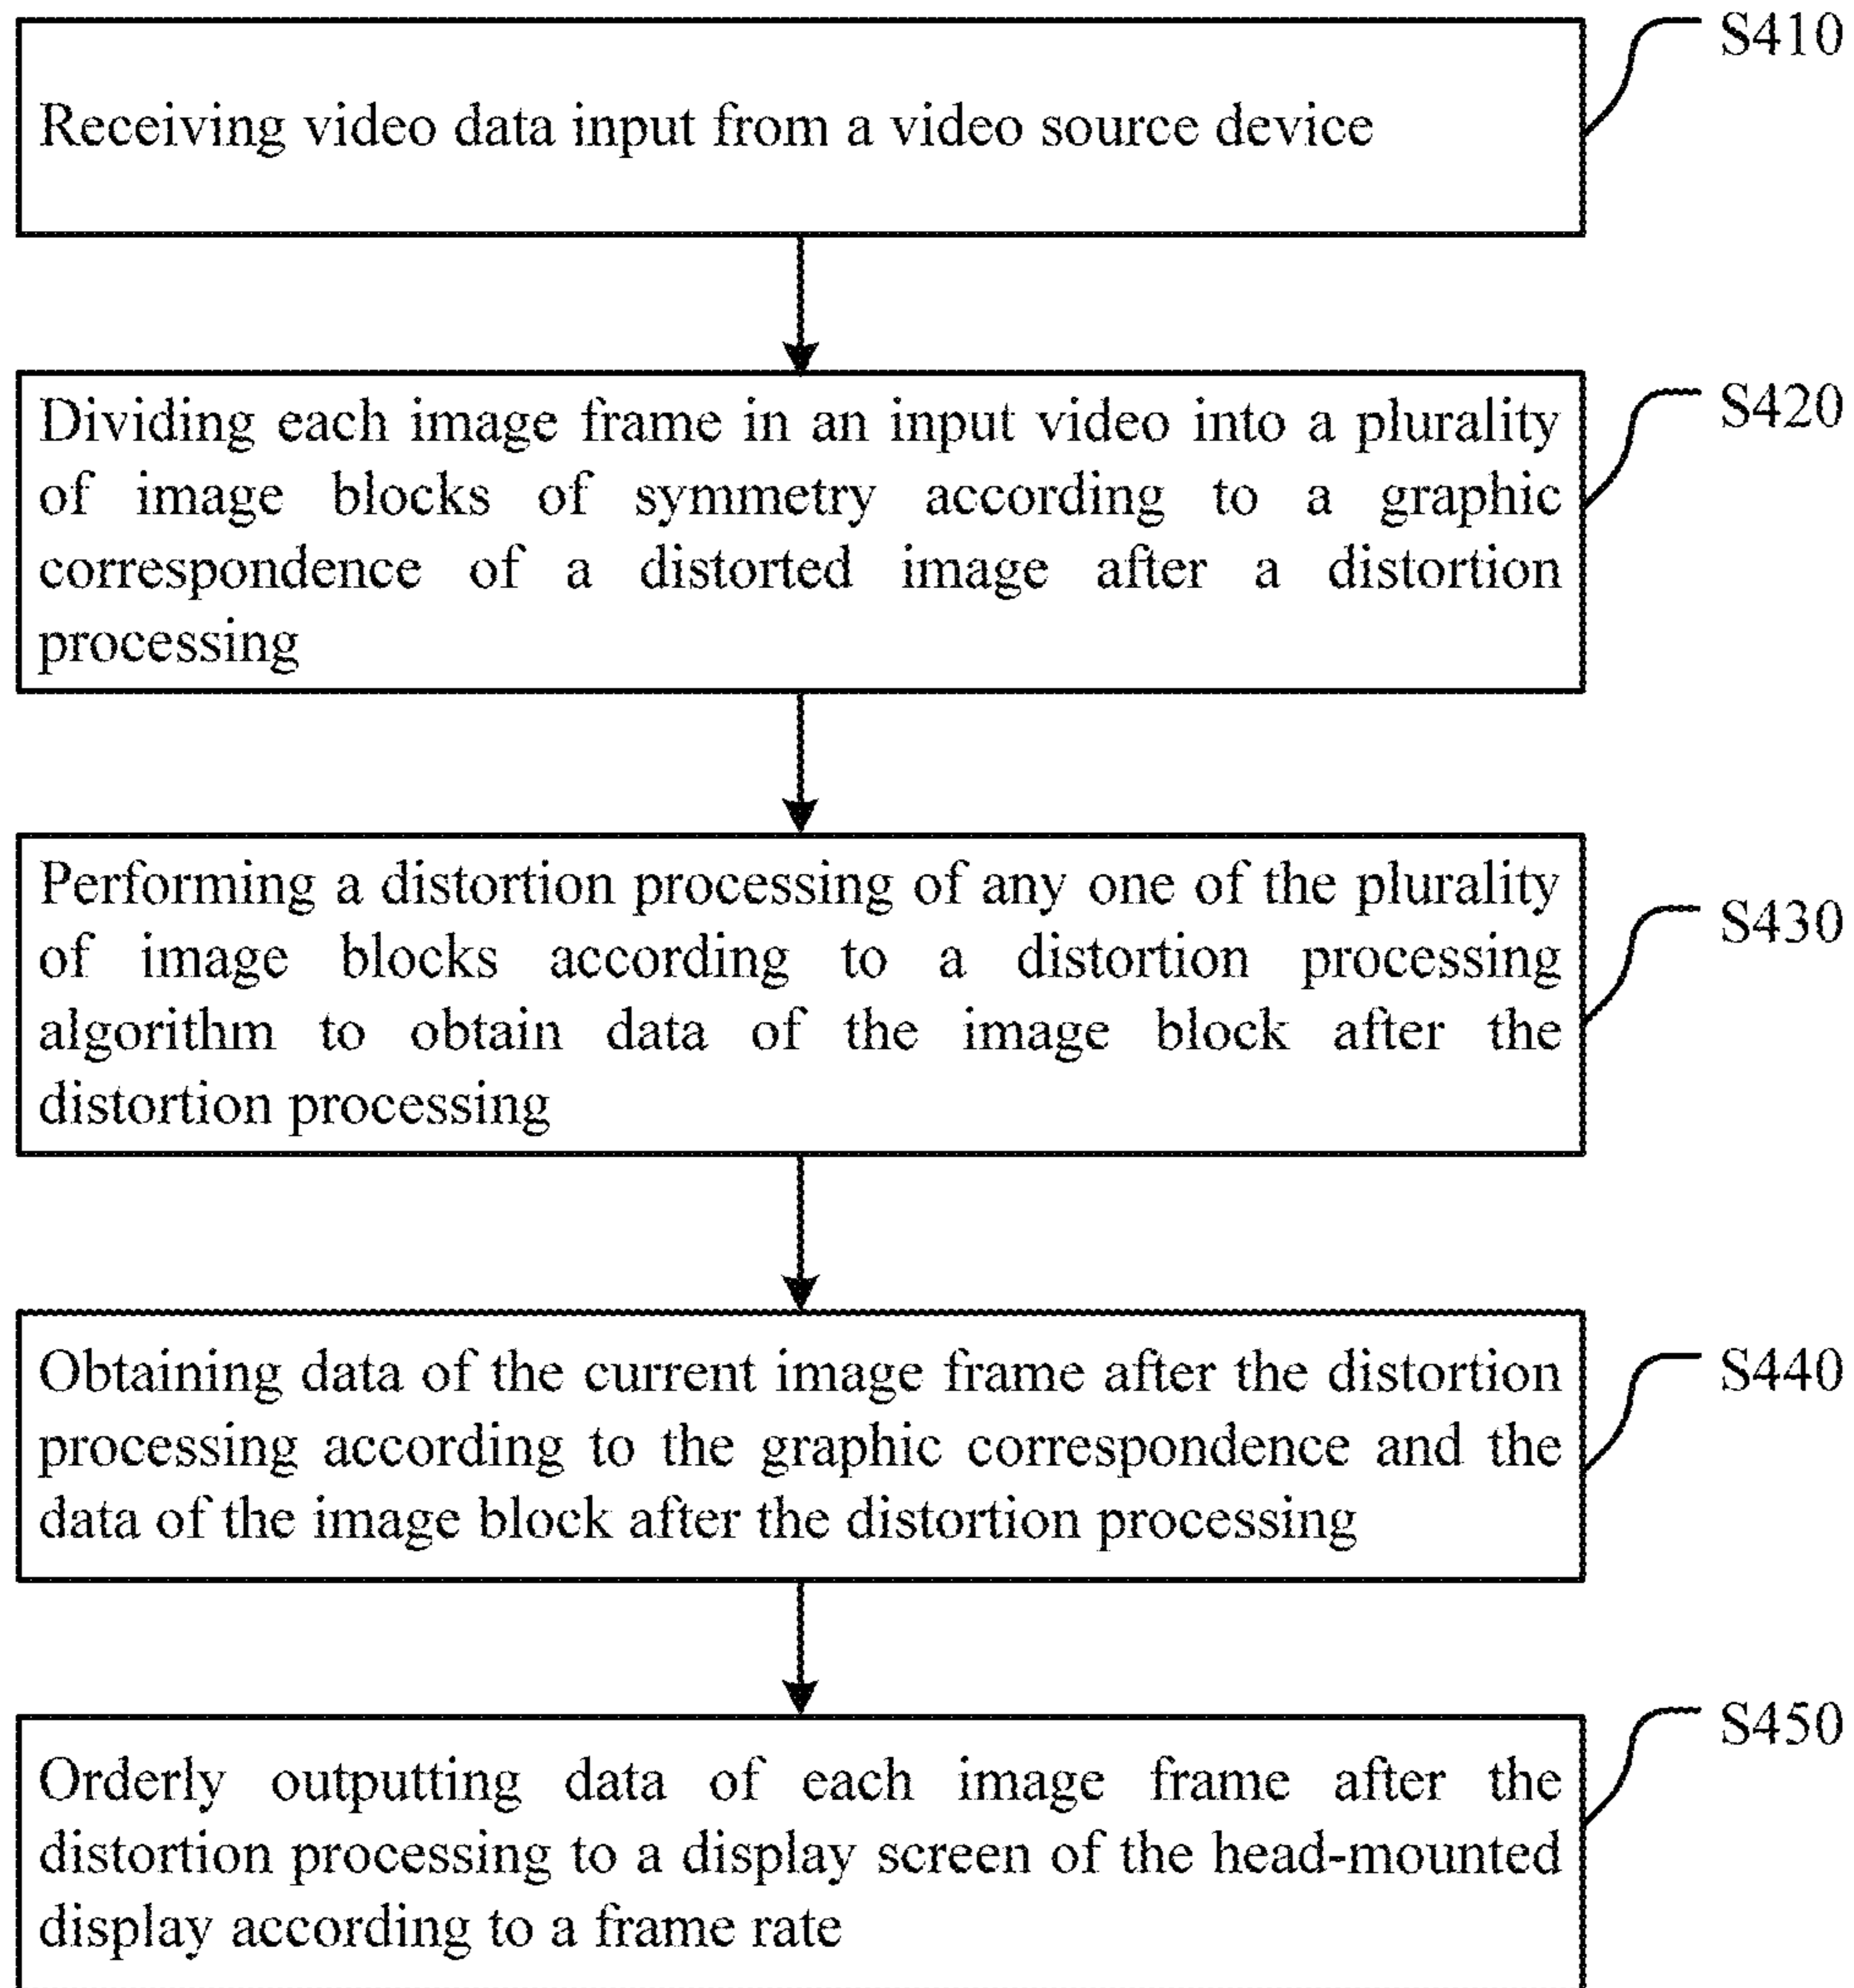 S410
Receiving video data input from a video source device
S420
Dividing each image frame in an input video into a plurality
of image blocks of symmetry according to a graphic
correspondence of a distorted image after a distortion
processing
S430
Performing a distortion processing of any one of the plurality
of image blocks according to a distortion processing
algorithm to obtain data of the image block after the
distortion processing
S440
Obtaining data of the current image frame after the distortion
processing according to the graphic correspondence and the
data of the image block after the distortion processing
S450
Orderly outputting data of each image frame after the
distortion processing to a display screen of the head-mounted
display according to a frame rate